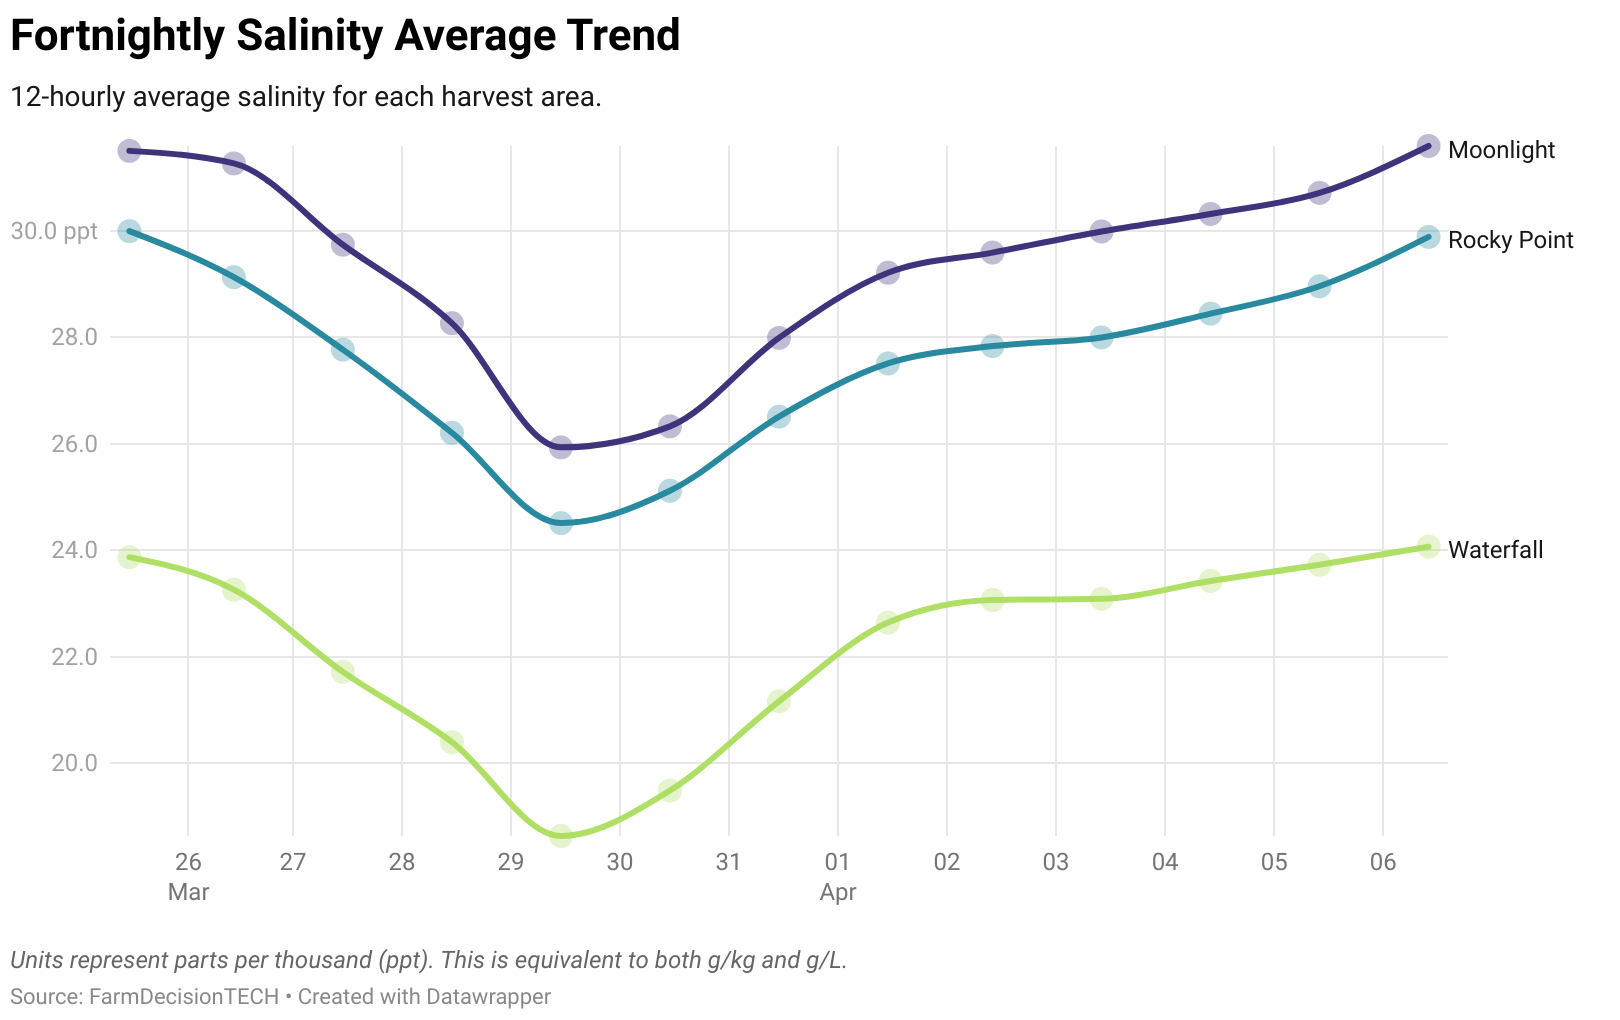 Fortnightly Salinity Average Trend
12-hourly average salinity for each harvest area.
Moonlight
30.0 ppt
Rocky Point
28.0
26.0
24.0
Waterfall
22.0
20.0
26 27 28 29 30 31 01 02 03 04 05 06
Mar Apr
Units represent parts per thousand (ppt). This is equivalent to both g/kg and g/L.
Source: FarmDecisionTECH • Created with Datawrapper